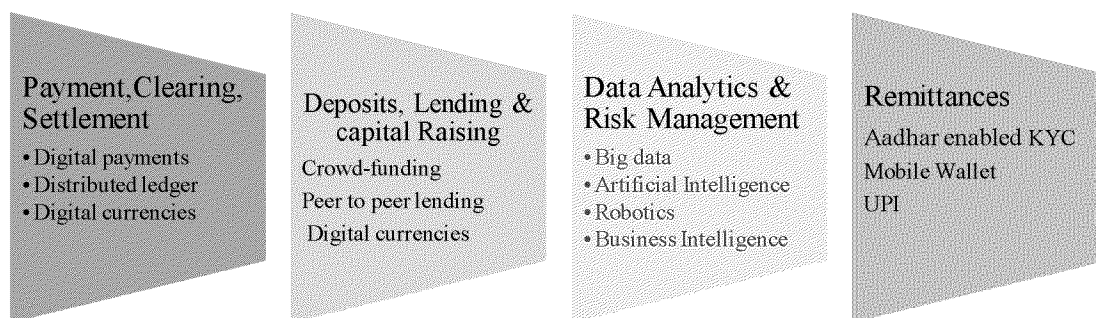 Payment,Clearing,
Settlement
• Digital payments
• Distributed ledger
• Digital currencies
Deposits, Lending &
capital Raising
Crowd-funding
Peer to peer lending
Digital currencies
Data Analytics &
Risk Management
• Big data
• Artificial Intelligence
• Robotics
• Business Intelligence
Remittances
Aadhar enabled KYC
Mobile Wallet
UPI